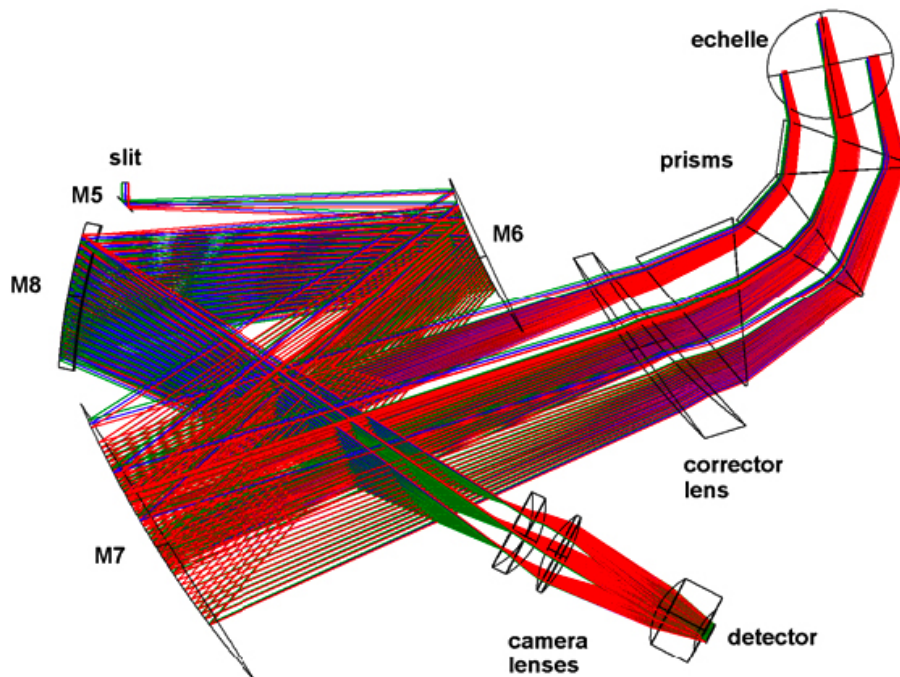 echelle
prisms
slit
M5
M6
M8
corrector
lens
M7
camera
lenses
detector